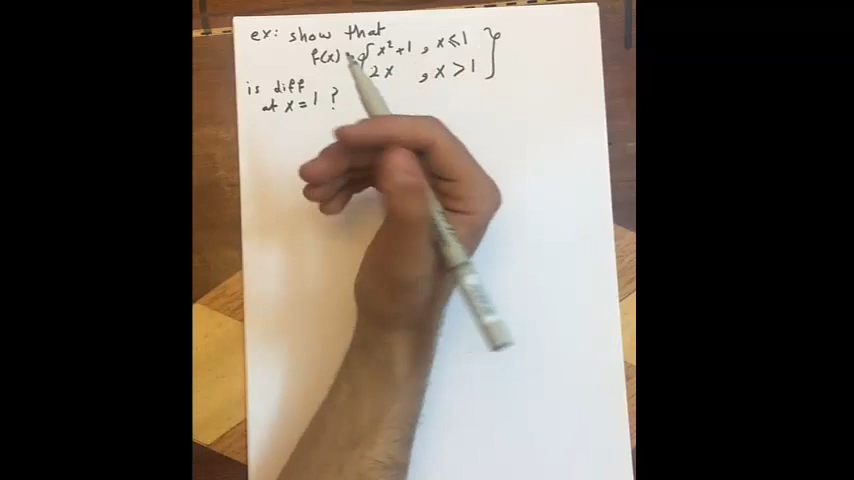 ex: show that
f(x) = { x² + 1 , x ≤ 1
2x , x > 1 }
is diff
at x = 1 ?